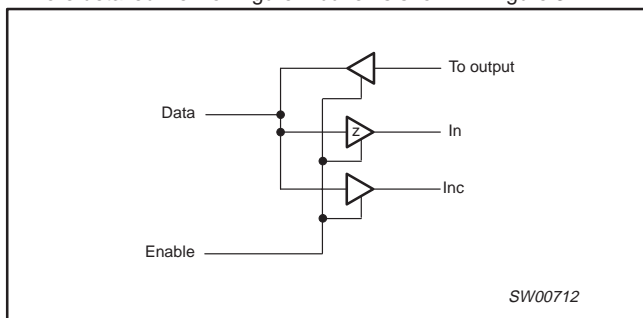 To output
Data
z
In
Inc
Enable
SW00712